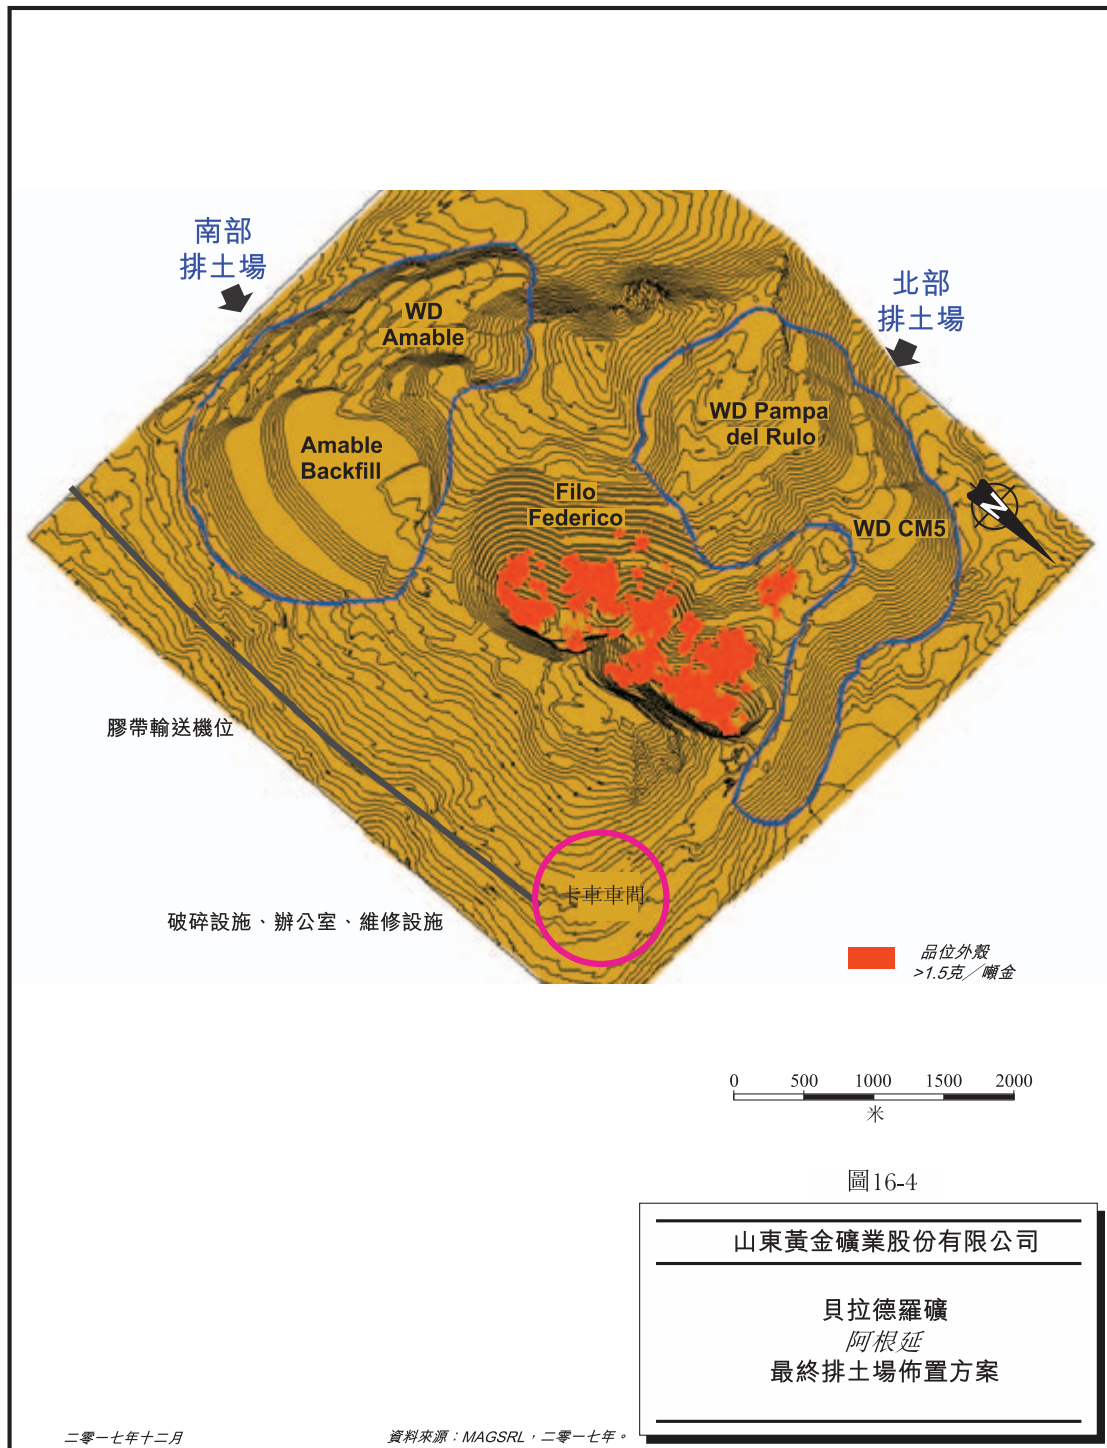 南部
排土場
北部
排土場
WD
Amable
WD Pampa
del Rulo
Amable
Backfill
Filo
Federico
N
WD CM5
膠帶輸送機位
卡車車間
破碎設施、辦公室、維修設施
品位外殼
>1.5克／噸金
0 500 1000 1500 2000
米
圖16-4
山東黃金礦業股份有限公司
貝拉德羅礦
阿根延
最終排土場佈置方案
二零一七年十二月
資料來源：MAGSRL，二零一七年。